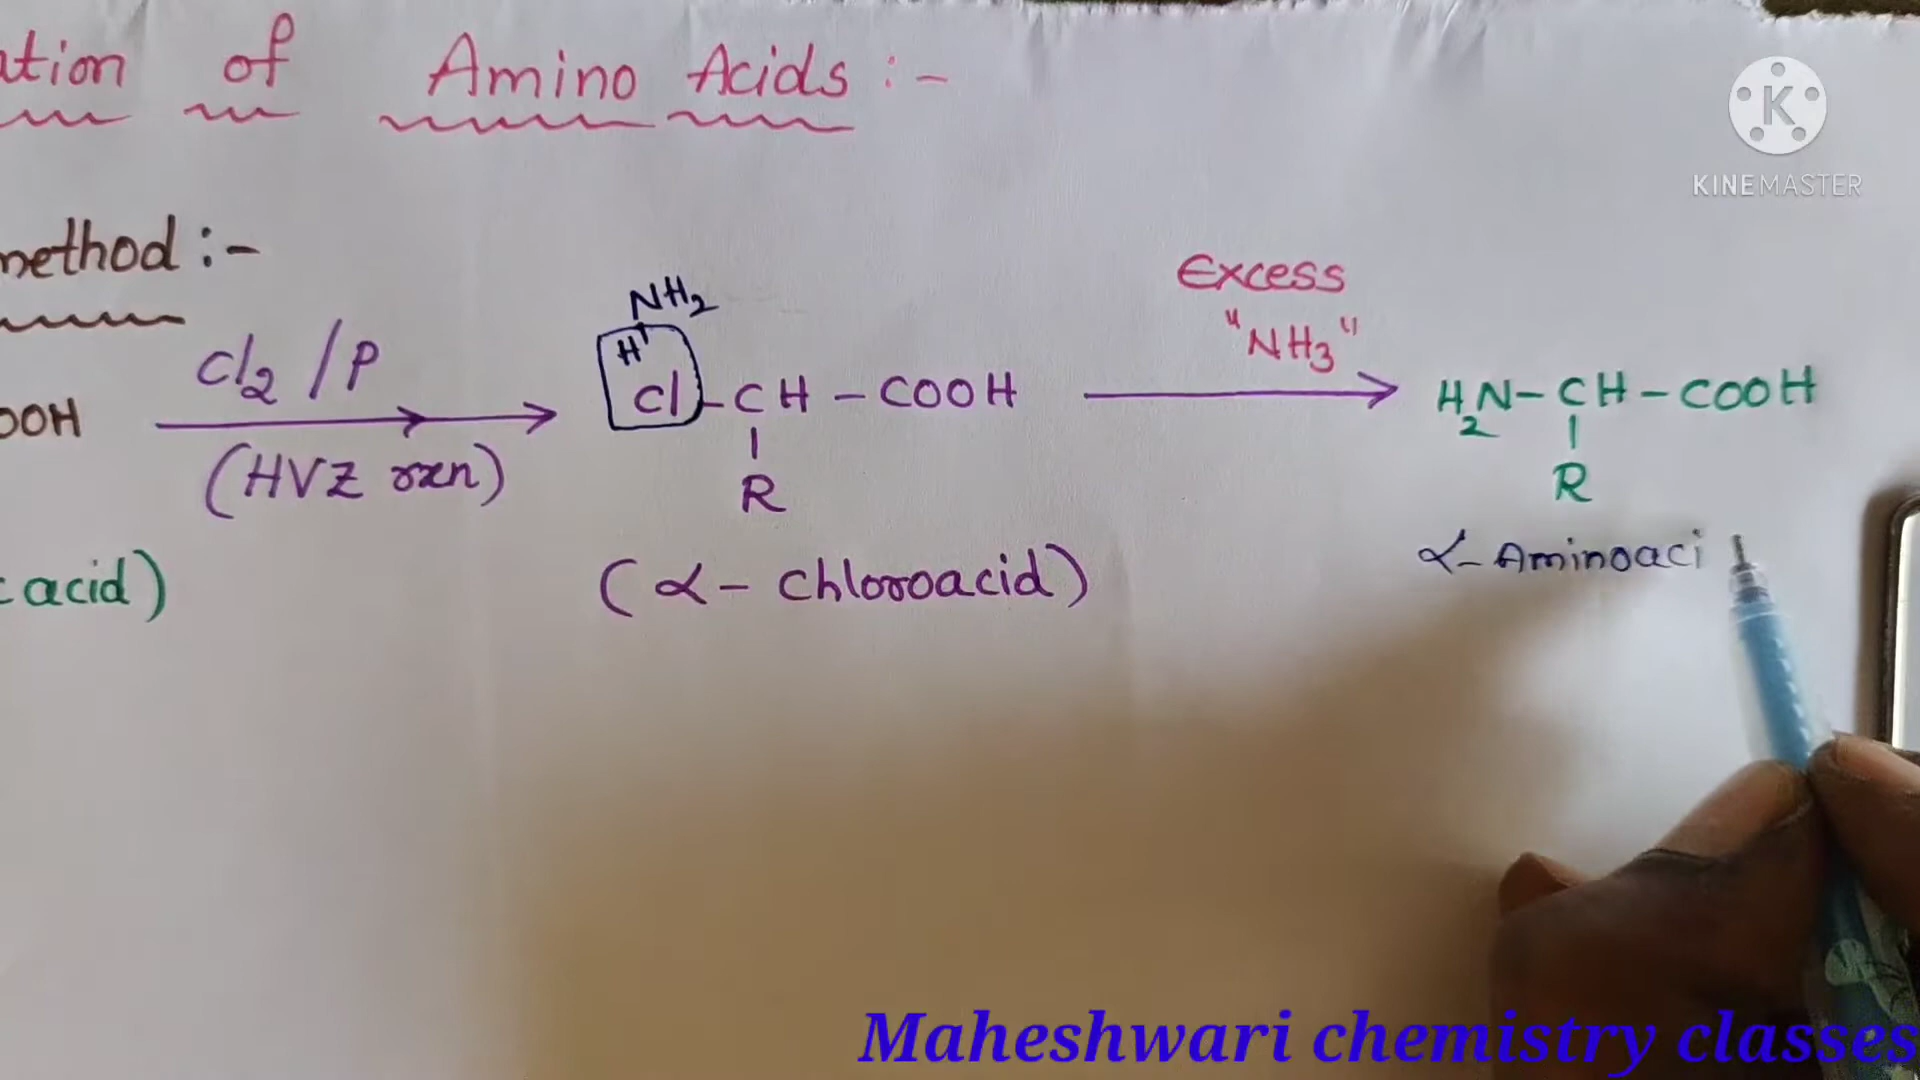 ation of Amino Acids :-
KINEMASTER
method :-
OOH Cl2 / P (HVZ rxn) NH2 H Cl - CH - COOH R Excess "NH3" H2N - CH - COOH R
acid) (α- Chloroacid) α-Aminoaci
Maheshwari chemistry classes